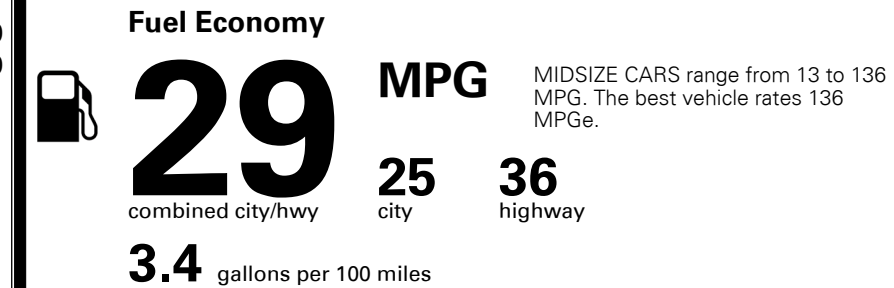 Fuel Economy
29 MPG
MIDSIZE CARS range from 13 to 136
MPG. The best vehicle rates 136
MPGe.
combined city/hwy
25
city
36
highway
3.4 gallons per 100 miles